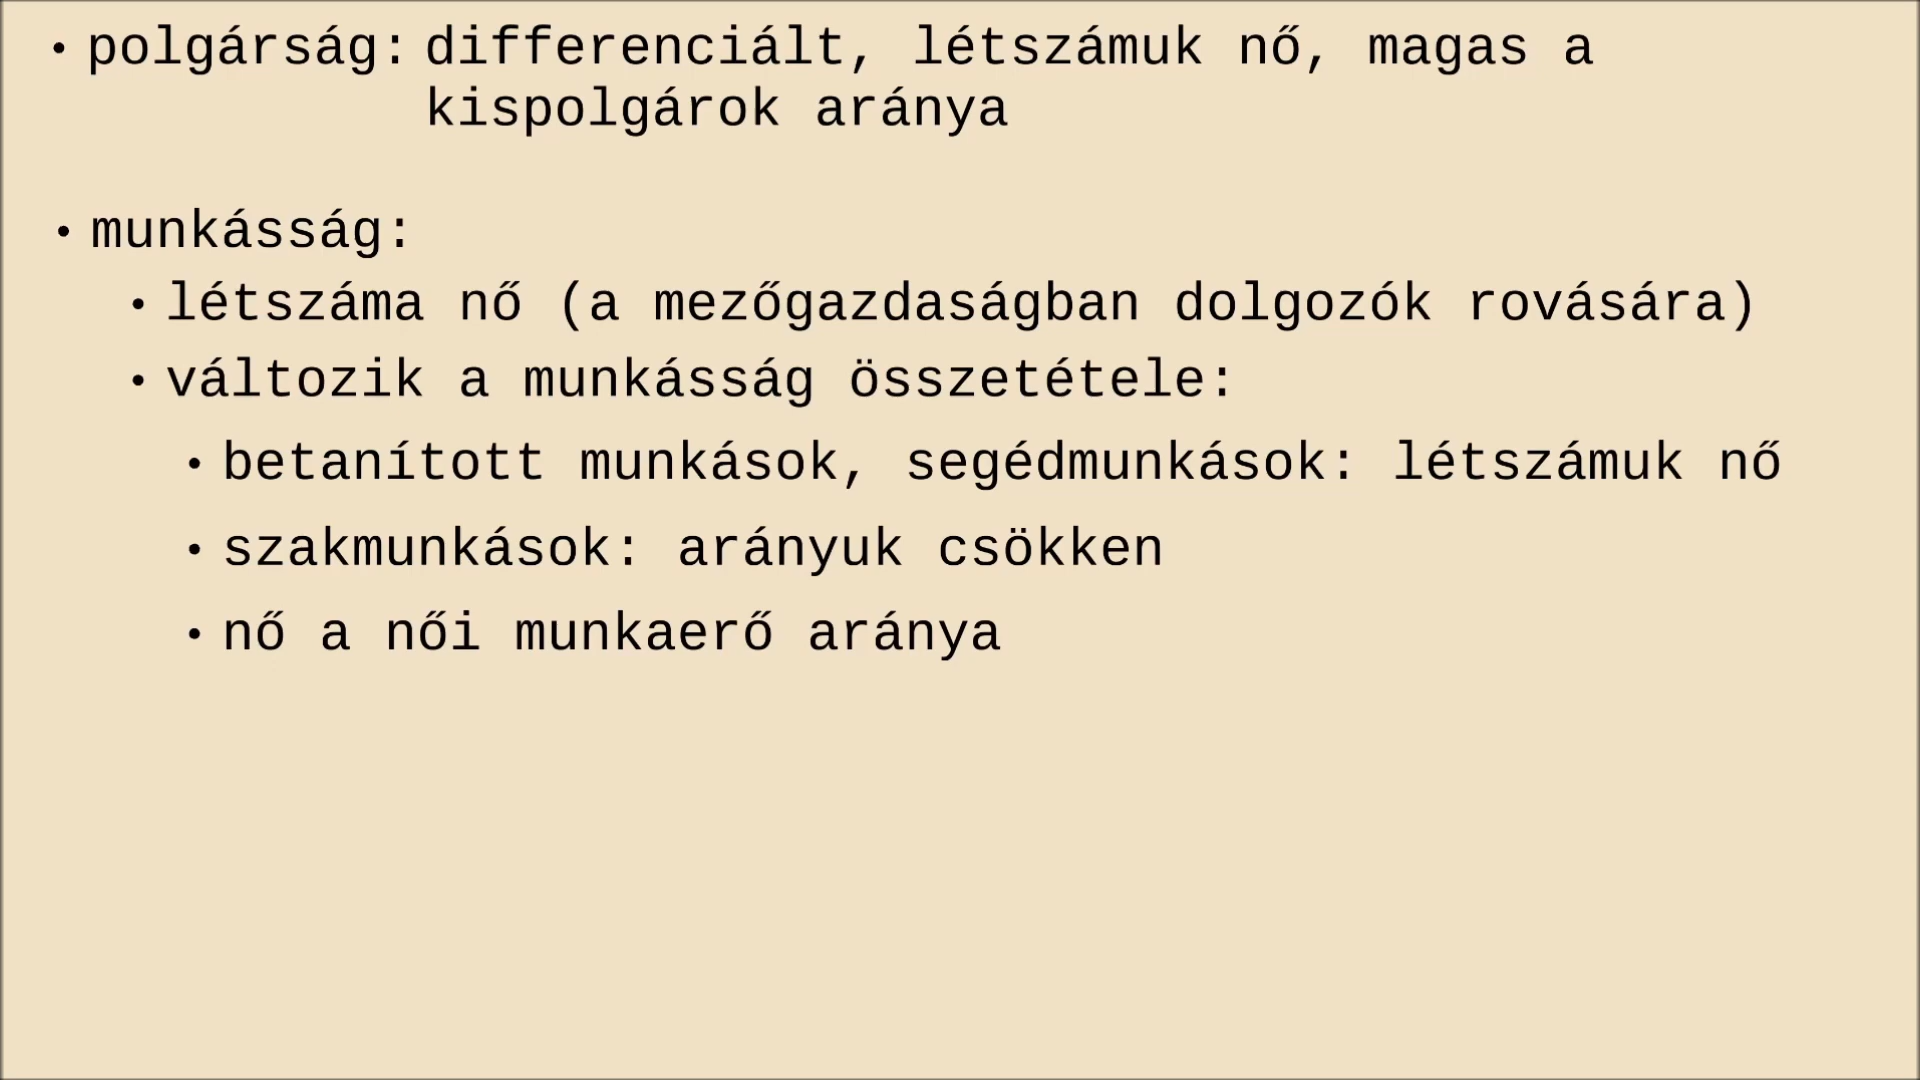 • polgárság: differenciált, létszámuk nő, magas a
kispolgárok aránya
• munkásság:
• létszáma nő (a mezőgazdaságban dolgozók rovására)
• változik a munkásság összetétele:
• betanított munkások, segédmunkások: létszámuk nő
• szakmunkások: arányuk csökken
• nő a női munkaerő aránya